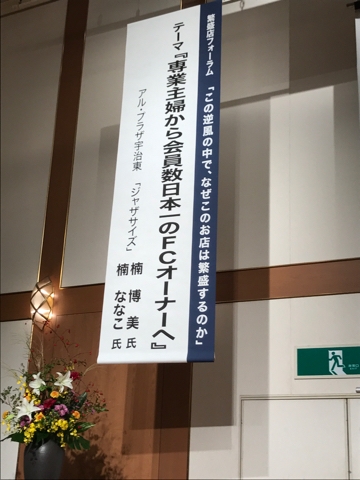 繁盛店フォーラム 「この逆風の中で、なぜこのお店は繁盛するのか」
テーマ『専業主婦から会員数日本一のFCオーナーへ』
アル・プラザ宇治東 「ジャザサイズ」 楠 博美 氏
楠 ななこ 氏